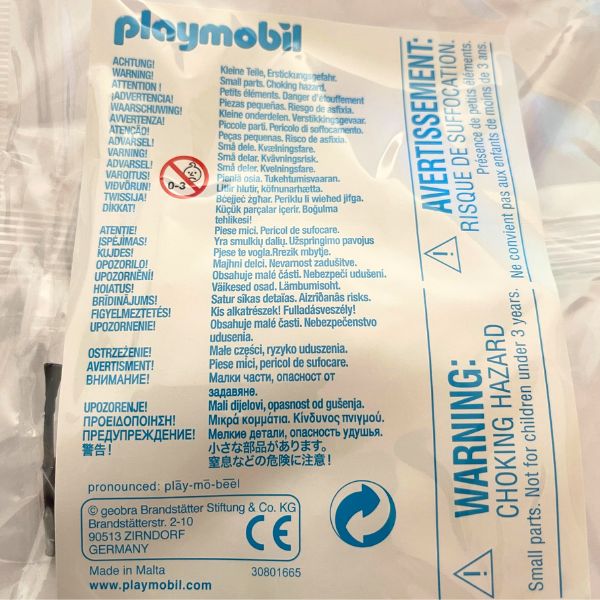 playmobil
ACHTUNG! Kleine Teile, Erstickungsgefahr.
WARNING! Small parts. Choking hazard.
ATTENTION ! Petits éléments. Danger d'étouffement
¡ADVERTENCIA! Piezas pequeñas. Riesgo de asfixia.
WAARSCHUWING! Kleine onderdelen. Verstikkingsgevaar.
AVVERTENZA! Piccole parti. Pericolo di soffocamento.
ATENÇÃO! Peças pequenas. Risco de asfixia.
ADVARSEL! Små dele. Kvælningsfare.
VARNING! Små delar. Kvävningsrisk.
ADVARSEL! Små deler. Kvelningsfare.
VAROITUS! Pieniä osia. Tukehtumisvaaran.
VIÐVÖRUN! Litlir hlutir, köfnunarhætta.
TWISSIJA! Bċejjeċ żgħar. Periklu li wieħed jifga.
DİKKAT! Küçük parçalar içerir. Boğulma
tehlikesi!
0-3
ATENȚIE! Piese mici. Pericol de sufocare.
ĮSPĖJIMAS! Yra smulkių dalių. Užspringimo pavojus
KUJDES! Pjese te vogla.Rrezik mbytje.
OPOZORILO! Majhni delci. Nevarnost zadušitve.
UPOZORNĚNÍ! Obsahuje malé části. Nebezpečí udušení.
HOIATUS! Väikesed osad. Lämbumisoht.
BRĪDINĀJUMS! Satur sīkas detaļas. Aizrīšanās risks.
FIGYELMEZTETÉS! Kis alkatrészek! Fulladásveszély!
UPOZORNENIE! Obsahuje malé časti. Nebezpečenstvo
udusenia.
OSTRZEŻENIE! Małe części, ryzyko uduszenia.
AVERTISMENT! Piese mici, pericol de sufocare.
ВНИМАНИЕ! Малки части, опасност от
задавяне.
UPOZORENJE! Mali dijelovi, opasnost od gušenja.
ΠΡΟΕΙΔΟΠΟΙΗΣΗ! Μικρά κομμάτια. Κίνδυνος πνιγμού.
ПРЕДУПРЕЖДЕНИЕ! Мелкие детали, опасность удушья.
警告! 小さな部品があります。
窒息などの危険に注意!
pronounced: plāy-mō-beel
© geobra Brandstätter Stiftung & Co. KG
Brandstätterstr. 2-10
90513 ZIRNDORF
GERMANY
CE
Made in Malta 30801665
www.playmobil.com
AVERTISSEMENT:
RISQUE DE SUFFOCATION.
Présence de petits éléments.
Ne convient pas aux enfants de moins de 3 ans.
WARNING:
CHOKING HAZARD
Small parts. Not for children under 3 years.